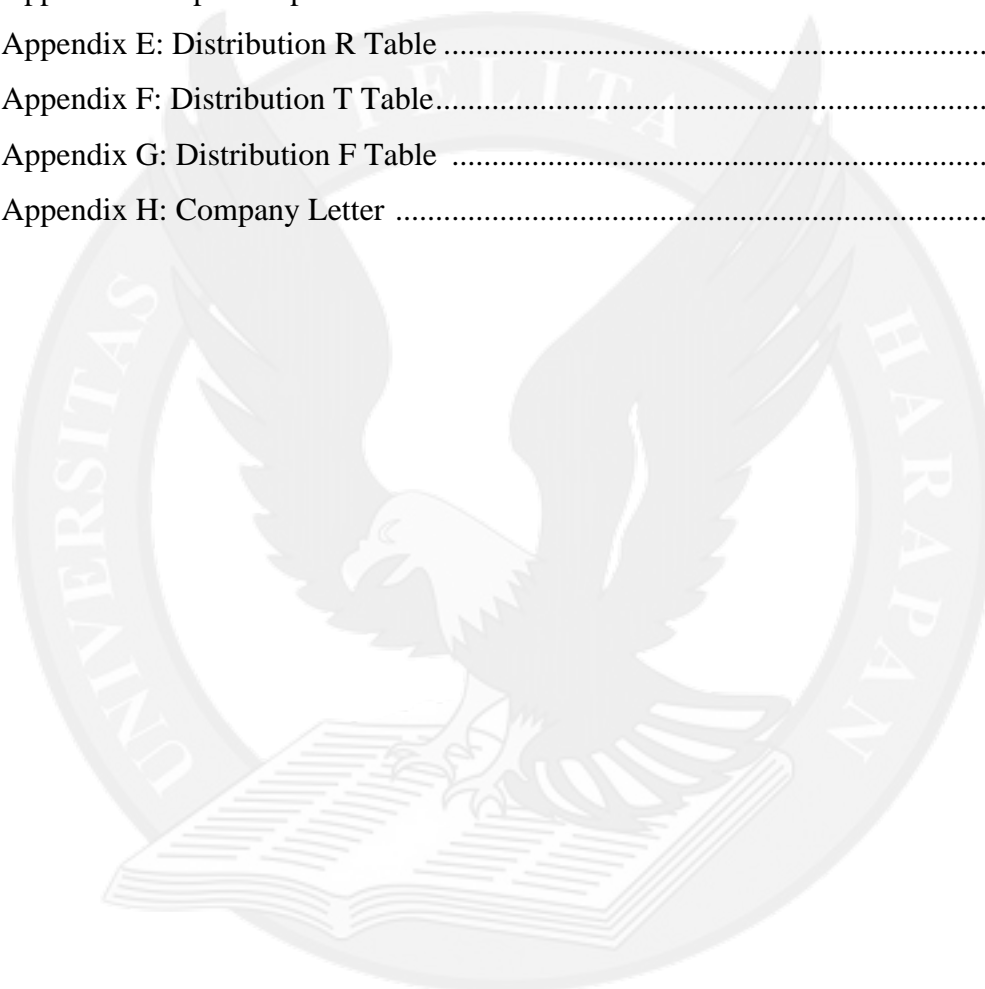 Appendix E: Distribution R Table ....................................................................
Appendix F: Distribution T Table.....................................................................
Appendix G: Distribution F Table ...................................................................
Appendix H: Company Letter ..........................................................................
UNIVERSITAS PELITA HARAPAN